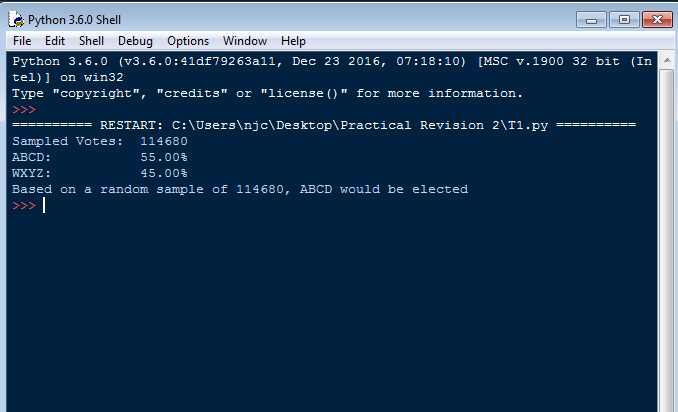 Python 3.6.0 Shell
File Edit Shell Debug Options Window Help
Python 3.6.0 (v3.6.0:41df79263a11, Dec 23 2016, 07:18:10) [MSC v.1900 32 bit (In
tel)] on win32
Type "copyright", "credits" or "license()" for more information.
>>>
========== RESTART: C:\Users\njc\Desktop\Practical Revision 2\T1.py ==========
Sampled Votes:  114680
ABCD:           55.00%
WXYZ:           45.00%
Based on a random sample of 114680, ABCD would be elected
>>>